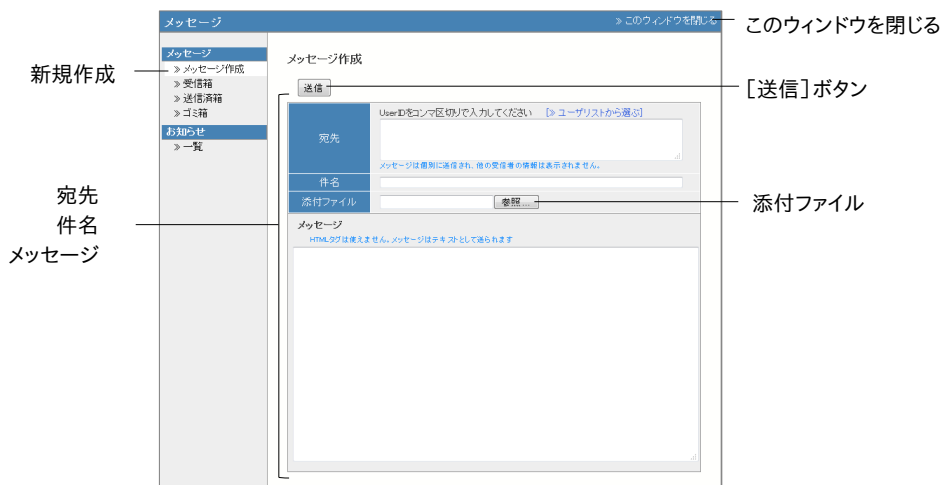 メッセージ
≫ このウィンドウを閉じる
このウィンドウを閉じる
メッセージ
≫ メッセージ作成
≫ 受信箱
≫ 送信済箱
≫ ゴミ箱
お知らせ
≫ 一覧
新規作成
メッセージ作成
送信
［送信］ボタン
宛先
UserIDをコンマ区切りで入力してください [≫ ユーザリストから選ぶ]
メッセージは個別に送信され、他の受信者の情報は表示されません。
件名
添付ファイル
参照...
添付ファイル
宛先
件名
メッセージ
メッセージ
HTMLタグは使えません。メッセージはテキストとして送られます